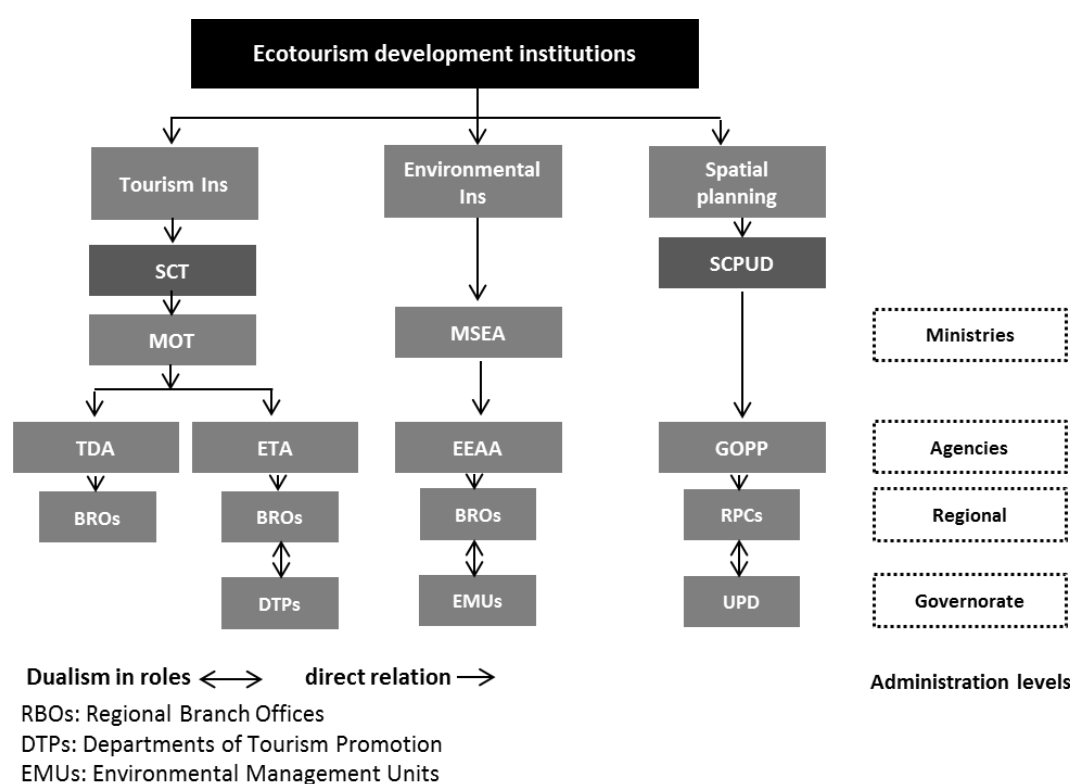 Ecotourism development institutions
Tourism Ins
Environmental
Ins
Spatial
planning
SCT
SCPUD
MOT
MSEA
Ministries
TDA
ETA
EEAA
GOPP
Agencies
BROs
BROs
BROs
RPCs
Regional
DTPs
EMUs
UPD
Governorate
Dualism in roles
direct relation
Administration levels
RBOs: Regional Branch Offices
DTPs: Departments of Tourism Promotion
EMUs: Environmental Management Units